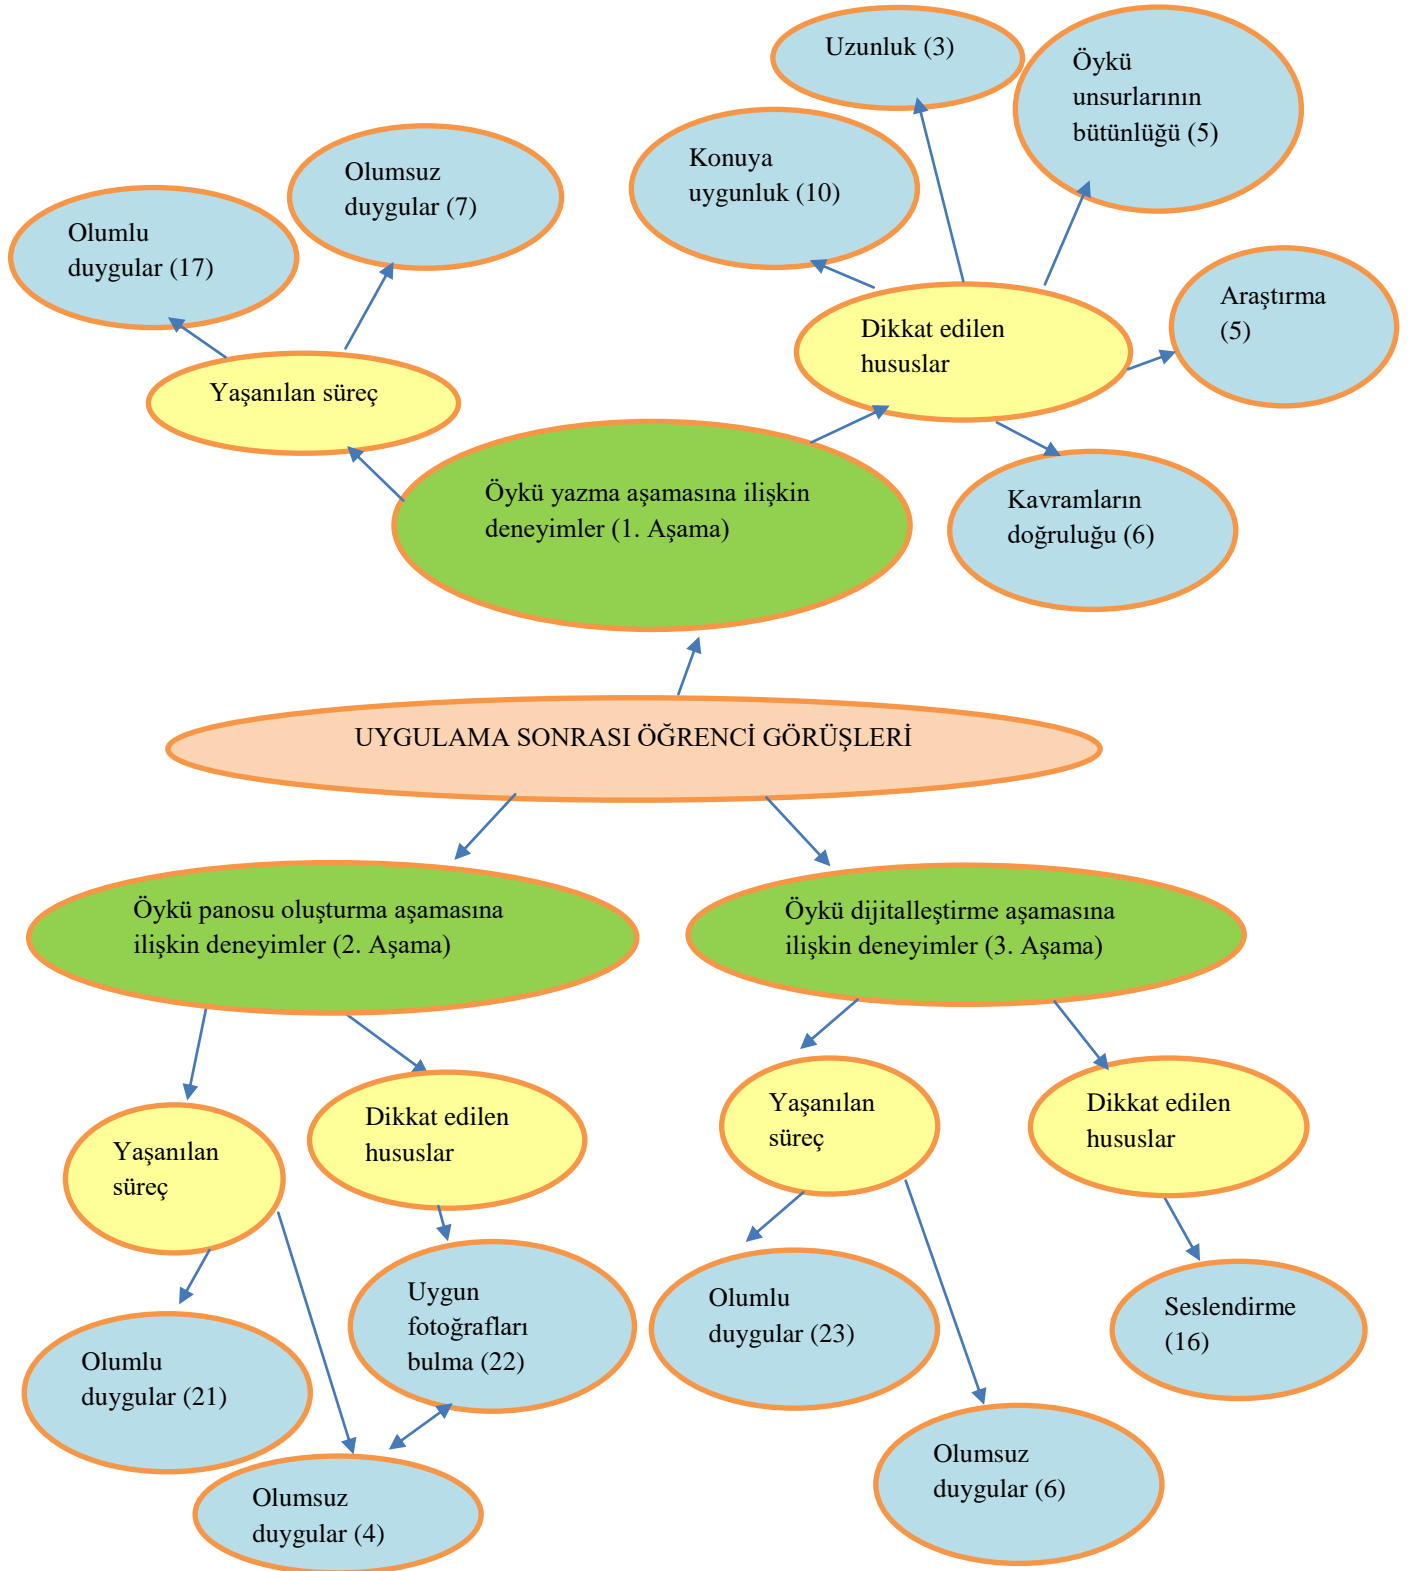 Uzunluk (3)
Öykü
unsurlarının
bütünlüğü (5)
Konuya
uygunluk (10)
Olumsuz
duygular (7)
Olumlu
duygular (17)
Araştırma
(5)
Dikkat edilen
hususlar
Yaşanılan süreç
Öykü yazma aşamasına ilişkin
deneyimler (1. Aşama)
Kavramların
doğruluğu (6)
UYGULAMA SONRASI ÖĞRENCİ GÖRÜŞLERİ
Öykü panosu oluşturma aşamasına
ilişkin deneyimler (2. Aşama)
Öykü dijitalleştirme aşamasına
ilişkin deneyimler (3. Aşama)
Yaşanılan
süreç
Dikkat edilen
hususlar
Yaşanılan
süreç
Dikkat edilen
hususlar
Olumlu
duygular (21)
Uygun
fotoğrafları
bulma (22)
Olumlu
duygular (23)
Seslendirme
(16)
Olumsuz
duygular (4)
Olumsuz
duygular (6)